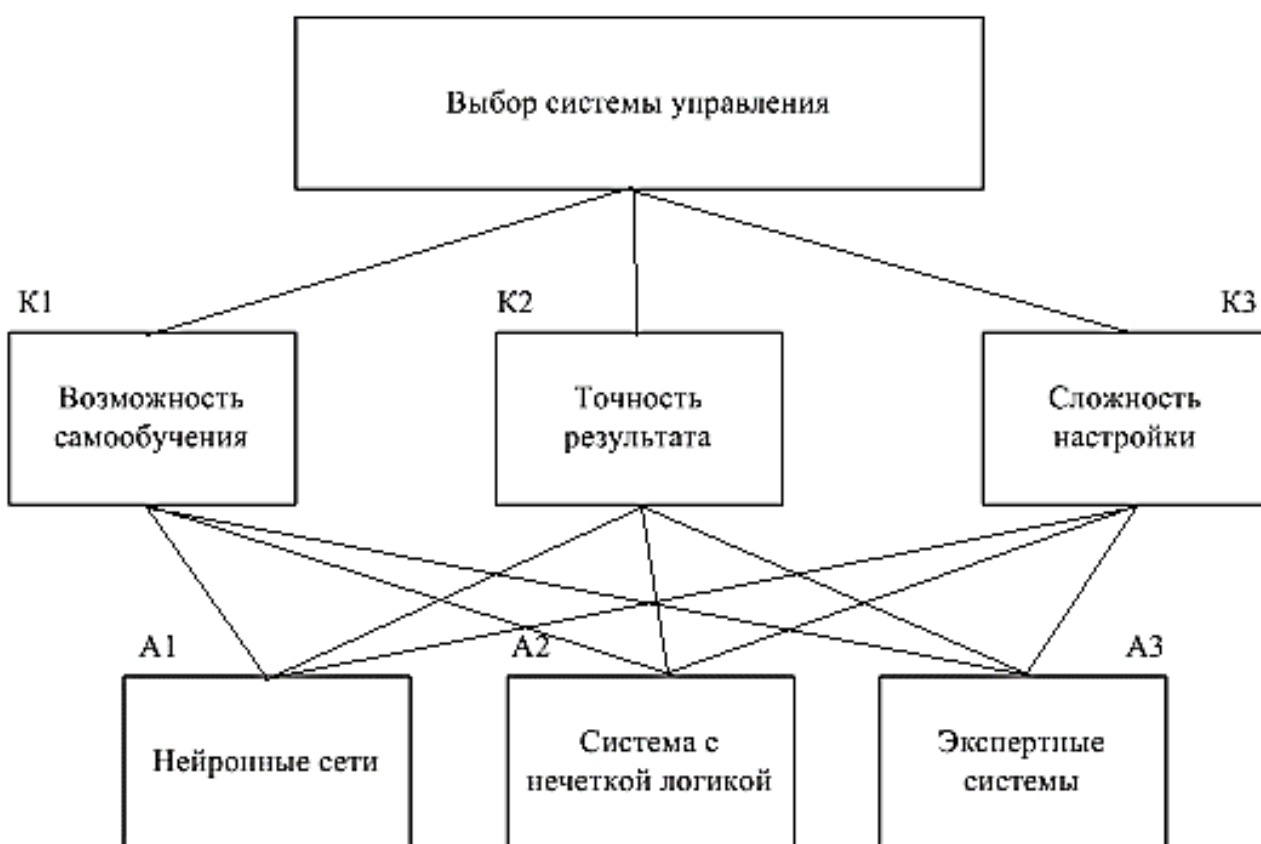 Выбор системы управления
К1
К2
К3
Возможность
самообучения
Точность
результата
Сложность
настройки
А1
А2
А3
Нейронные сети
Система с
нечеткой логикой
Экспертные
системы